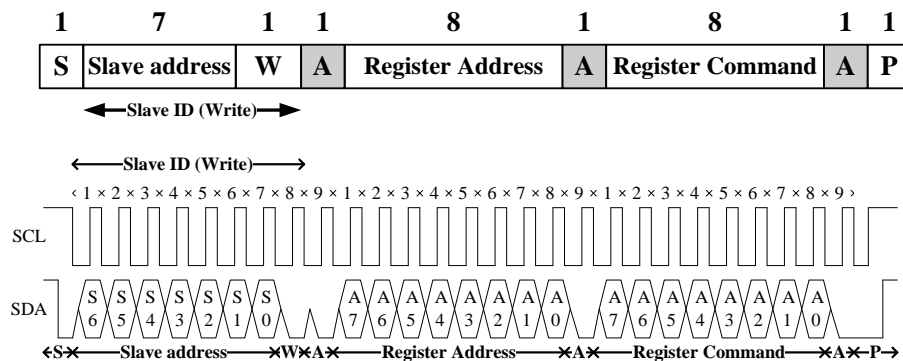 1 7 1 1 8 1 8 1 1
S Slave address W A Register Address A Register Command A P
Slave ID (Write)
Slave ID (Write)
1 2 3 4 5 6 7 8 9 1 2 3 4 5 6 7 8 9 1 2 3 4 5 6 7 8 9
SCL
SDA
S6 S5 S4 S3 S2 S1 S0 A7 A6 A5 A4 A3 A2 A1 A0 A7 A6 A5 A4 A3 A2 A1 A0
S Slave address W A Register Address A Register Command A P